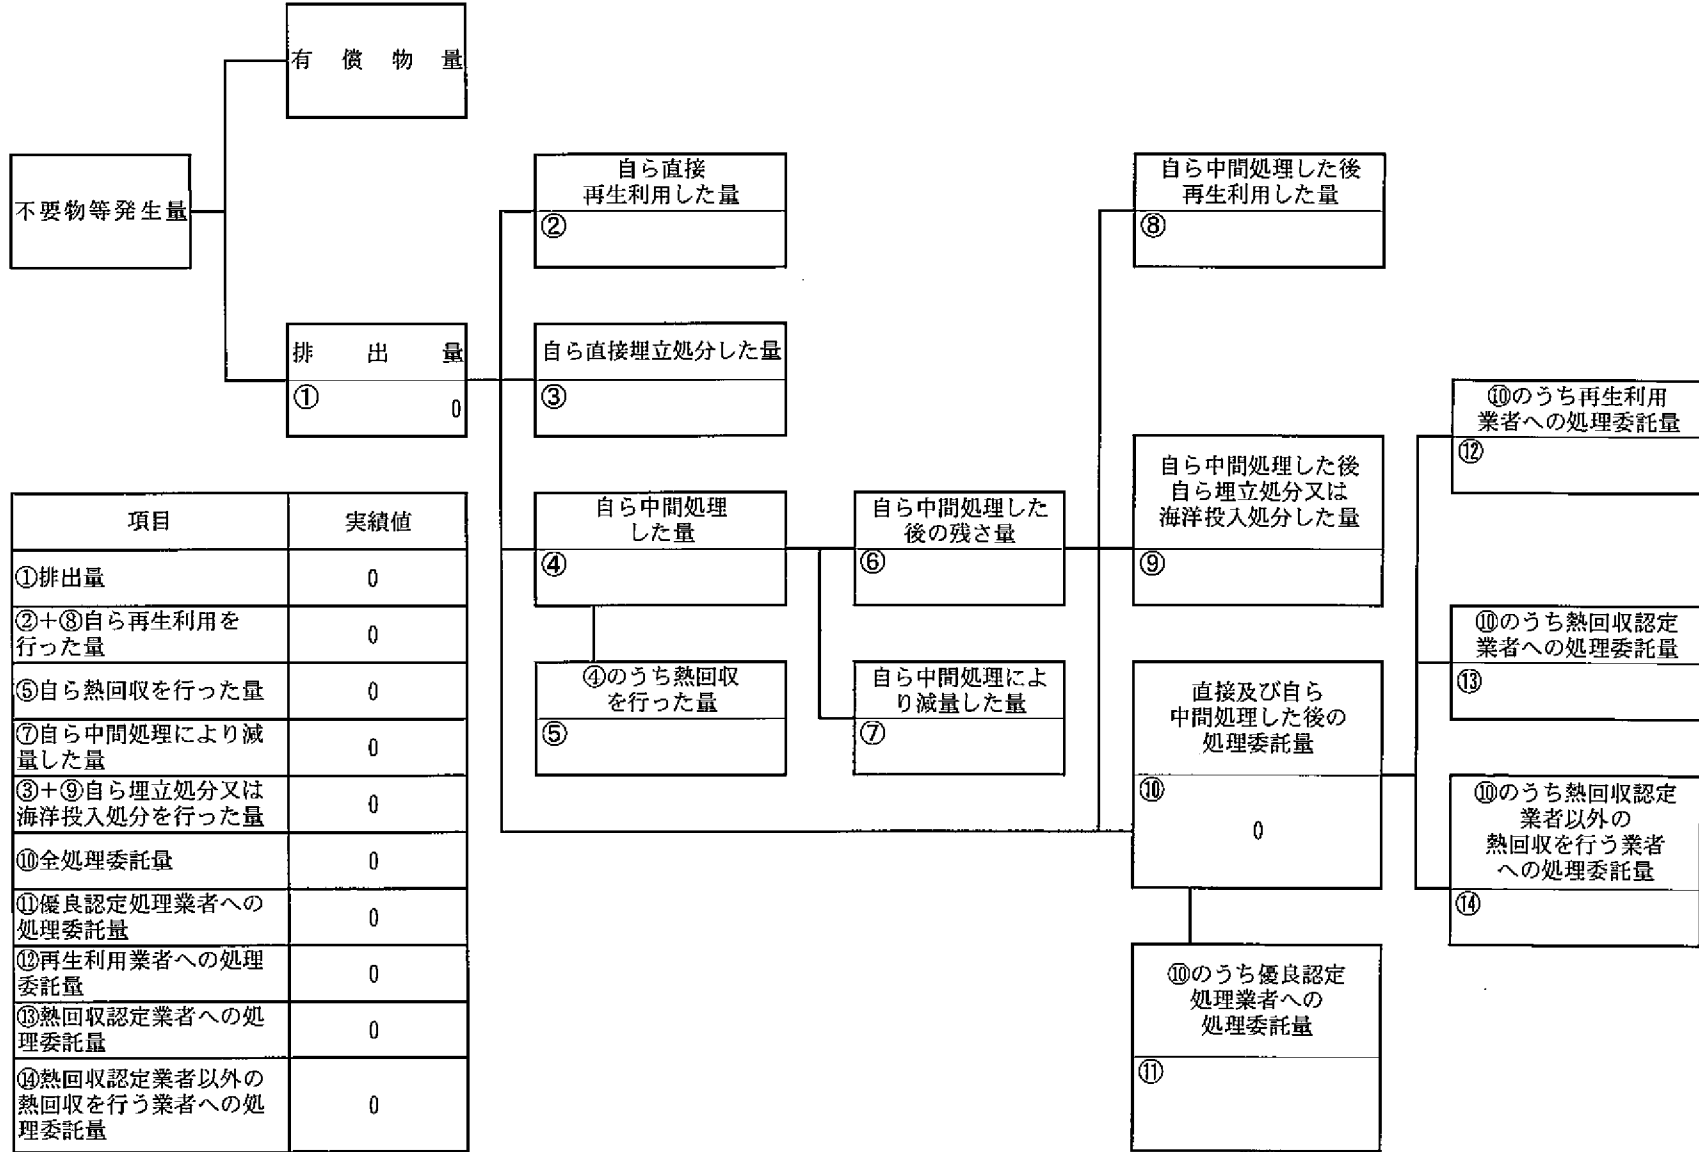 有償物量
不要物等発生量
排出量
①
0
自ら直接
再生利用した量
②
自ら直接埋立処分した量
③
自ら中間処理
した量
④
④のうち熱回収
を行った量
⑤
自ら中間処理した
後の残さ量
⑥
自ら中間処理によ
り減量した量
⑦
自ら中間処理した後
再生利用した量
⑧
自ら中間処理した後
自ら埋立処分又は
海洋投入処分した量
⑨
直接及び自ら
中間処理した後の
処理委託量
⑩
0
⑩のうち優良認定
処理業者への
処理委託量
⑪
⑩のうち再生利用
業者への処理委託量
⑫
⑩のうち熱回収認定
業者への処理委託量
⑬
⑩のうち熱回収認定
業者以外の
熱回収を行う業者
への処理委託量
⑭
項目 実績値
①排出量 0
②+⑧自ら再生利用を
行った量 0
⑤自ら熱回収を行った量 0
⑦自ら中間処理により減
量した量 0
③+⑨自ら埋立処分又は
海洋投入処分を行った量 0
⑩全処理委託量 0
⑪優良認定処理業者への
処理委託量 0
⑫再生利用業者への処理
委託量 0
⑬熱回収認定業者への処
理委託量 0
⑭熱回収認定業者以外の
熱回収を行う業者への処
理委託量 0